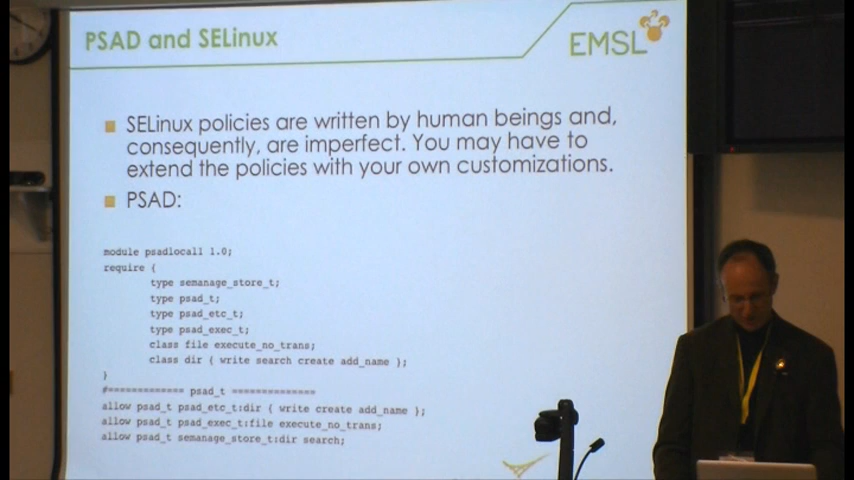 PSAD and SELinux
EMSL
SELinux policies are written by human beings and,
consequently, are imperfect. You may have to
extend the policies with your own customizations.
PSAD:
module psadlocal1 1.0;
require {
type semanage_store_t;
type psad_t;
type psad_etc_t;
type psad_exec_t;
class file execute_no_trans;
class dir { write search create add_name };
}
#============= psad_t ==============
allow psad_t psad_etc_t:dir { write create add_name };
allow psad_t psad_exec_t:file execute_no_trans;
allow psad_t semanage_store_t:dir search;